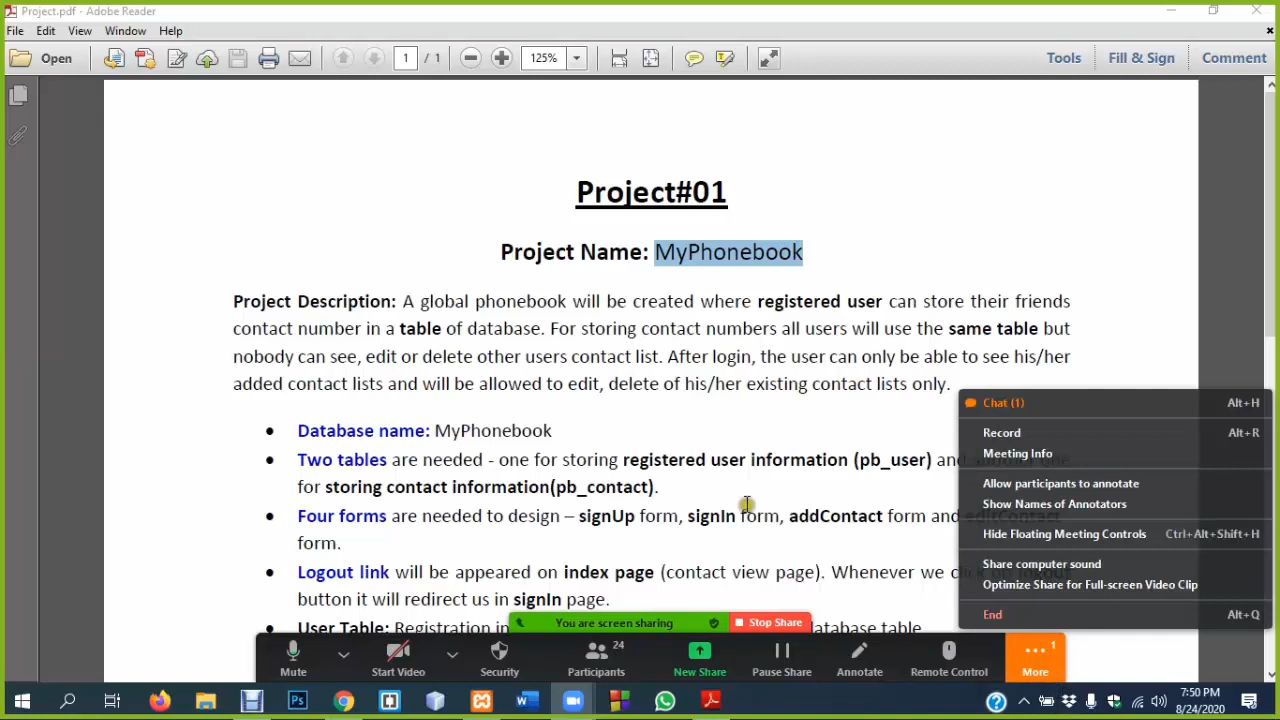 Project.pdf - Adobe Reader
File Edit View Window Help
Open 1 / 1 125% Tools Fill & Sign Comment
Project#01
Project Name: MyPhonebook
Project Description: A global phonebook will be created where registered user can store their friends
contact number in a table of database. For storing contact numbers all users will use the same table but
nobody can see, edit or delete other users contact list. After login, the user can only be able to see his/her
added contact lists and will be allowed to edit, delete of his/her existing contact lists only.
• Database name: MyPhonebook
• Two tables are needed - one for storing registered user information (pb_user) and another one
for storing contact information(pb_contact).
• Four forms are needed to design – signUp form, signIn form, addContact form and editContact
form.
• Logout link will be appeared on index page (contact view page). Whenever we click on logout
button it will redirect us in signIn page.
• User Table: Registration in
database table
Chat (1) Alt+H
Record Alt+R
Meeting Info
Allow participants to annotate
Show Names of Annotators
Hide Floating Meeting Controls Ctrl+Alt+Shift+H
Share computer sound
Optimize Share for Full-screen Video Clip
End Alt+Q
You are screen sharing Stop Share
Mute Start Video Security Participants 24 New Share Pause Share Annotate Remote Control More 1
7:50 PM
8/24/2020